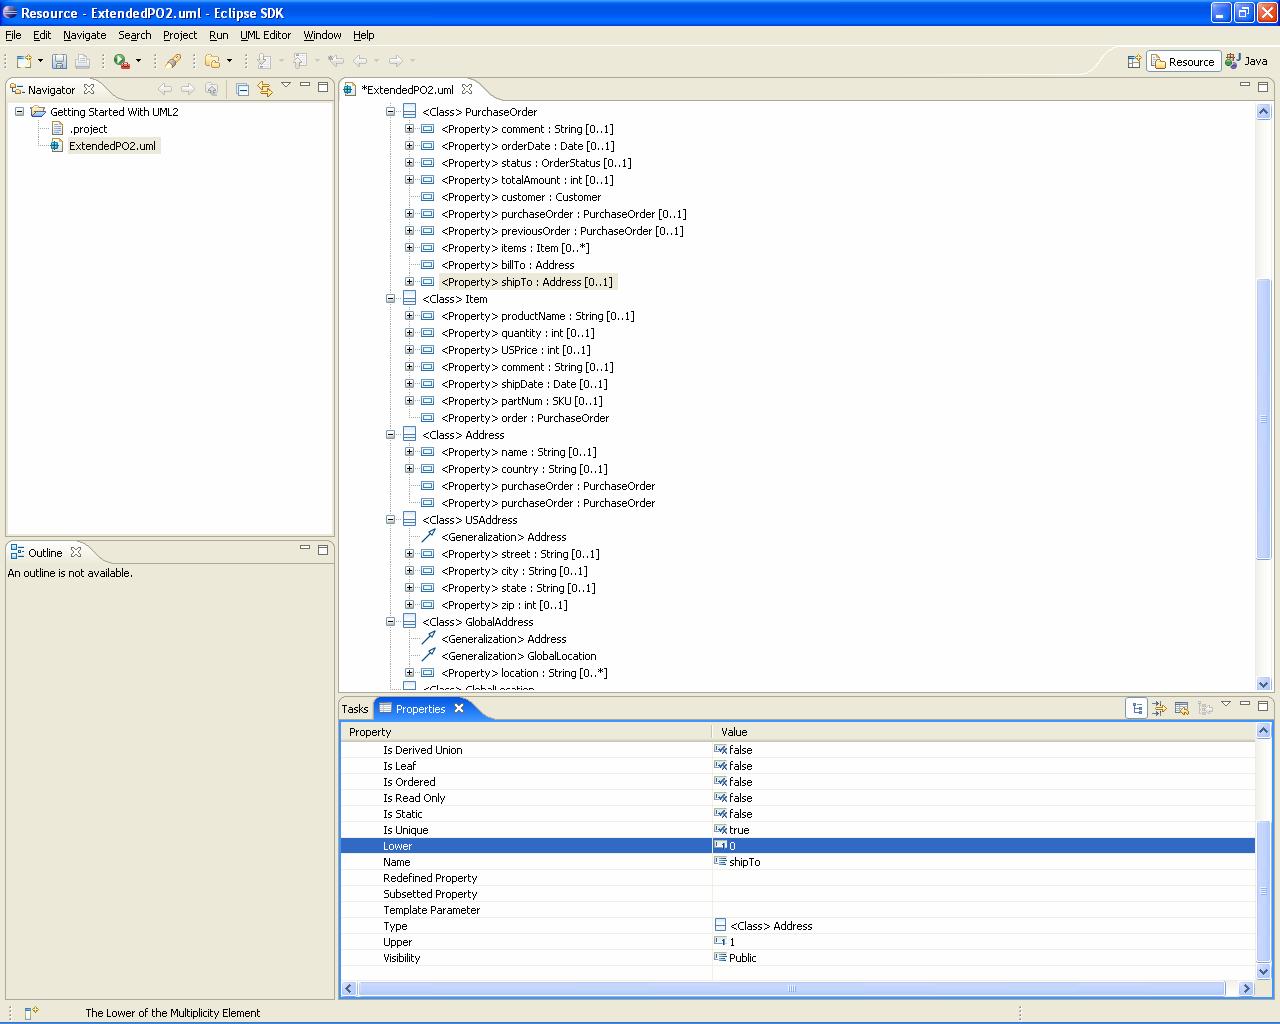 Resource - ExtendedPO2.uml - Eclipse SDK
File Edit Navigate Search Project Run UML Editor Window Help
Resource Java
Navigator
Getting Started With UML2
.project
ExtendedPO2.uml
Outline
An outline is not available.
*ExtendedPO2.uml
<Class> PurchaseOrder
<Property> comment : String [0..1]
<Property> orderDate : Date [0..1]
<Property> status : OrderStatus [0..1]
<Property> totalAmount : int [0..1]
<Property> customer : Customer
<Property> purchaseOrder : PurchaseOrder [0..1]
<Property> previousOrder : PurchaseOrder [0..1]
<Property> items : Item [0..*]
<Property> billTo : Address
<Property> shipTo : Address [0..1]
<Class> Item
<Property> productName : String [0..1]
<Property> quantity : int [0..1]
<Property> USPrice : int [0..1]
<Property> comment : String [0..1]
<Property> shipDate : Date [0..1]
<Property> partNum : SKU [0..1]
<Property> order : PurchaseOrder
<Class> Address
<Property> name : String [0..1]
<Property> country : String [0..1]
<Property> purchaseOrder : PurchaseOrder
<Property> purchaseOrder : PurchaseOrder
<Class> USAddress
<Generalization> Address
<Property> street : String [0..1]
<Property> city : String [0..1]
<Property> state : String [0..1]
<Property> zip : int [0..1]
<Class> GlobalAddress
<Generalization> Address
<Generalization> GlobalLocation
<Property> location : String [0..*]
<Class> GlobalLocation
Tasks Properties
Property Value
Is Derived Union false
Is Leaf false
Is Ordered false
Is Read Only false
Is Static false
Is Unique true
Lower 0
Name shipTo
Redefined Property
Subsetted Property
Template Parameter
Type <Class> Address
Upper 1
Visibility Public
The Lower of the Multiplicity Element